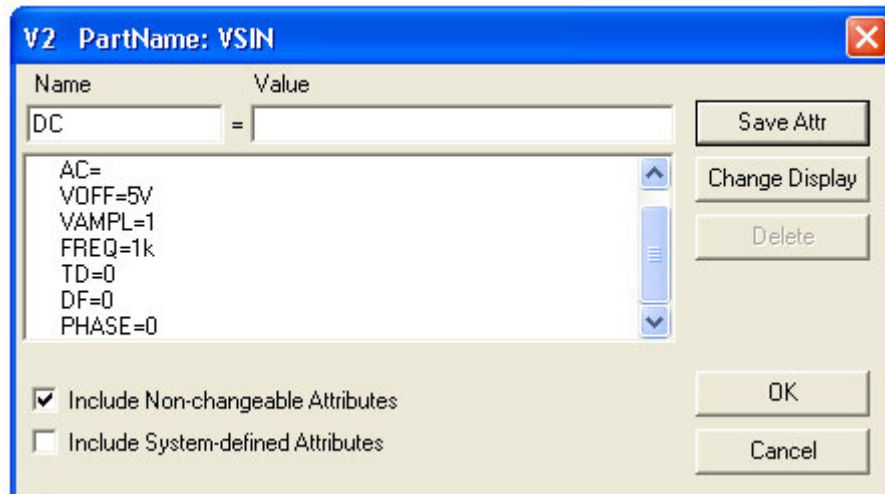 V2 PartName: VSIN
Name Value
DC = Save Attr
AC=
VOFF=5V
VAMPL=1
FREQ=1k
TD=0
DF=0
PHASE=0
Change Display
Delete
Include Non-changeable Attributes
Include System-defined Attributes
OK
Cancel